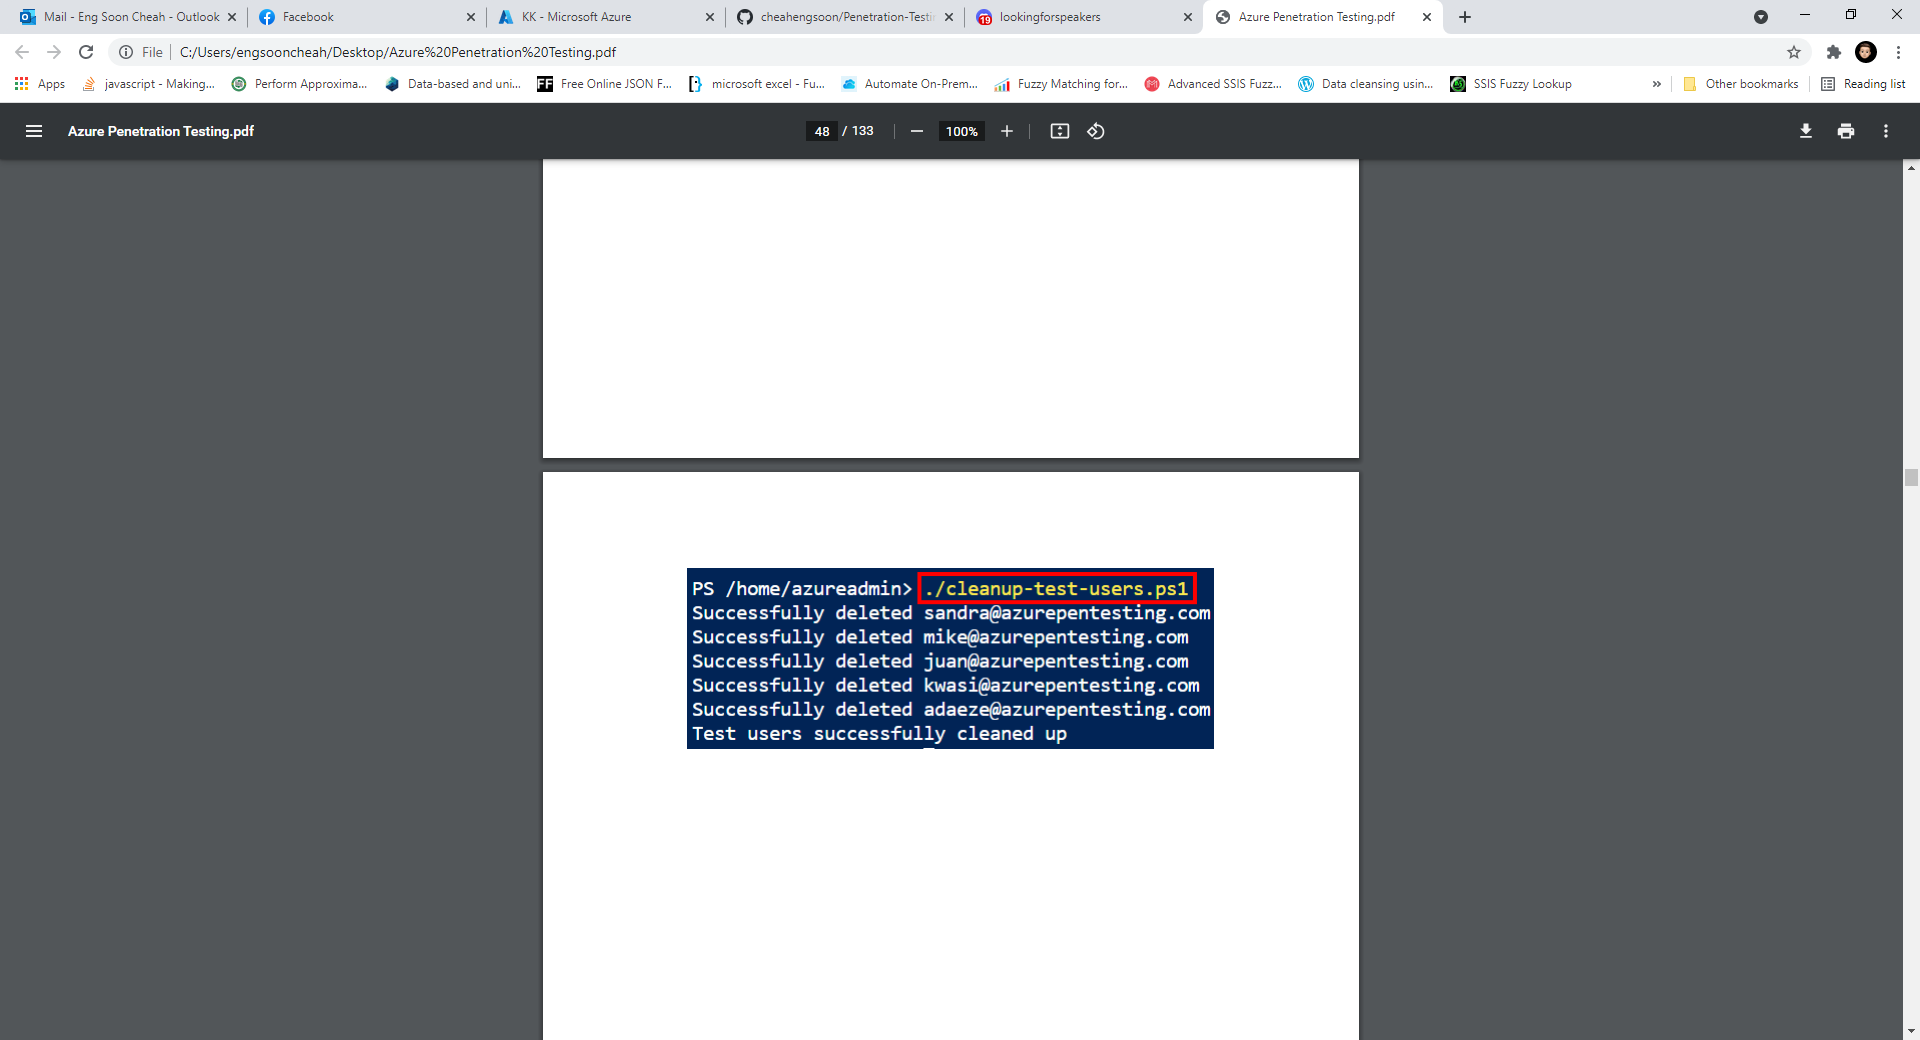 Mail - Eng Soon Cheah - Outlook
Facebook
KK - Microsoft Azure
cheahengsoon/Penetration-Testi
19
lookingforspeakers
Azure Penetration Testing.pdf
File
C:/Users/engsooncheah/Desktop/Azure%20Penetration%20Testing.pdf
Apps
javascript - Making...
Perform Approxima...
Data-based and uni...
FF
Free Online JSON F...
microsoft excel - Fu...
Automate On-Prem...
Fuzzy Matching for...
Advanced SSIS Fuzz...
Data cleansing usin...
SSIS Fuzzy Lookup
»
Other bookmarks
Reading list
Azure Penetration Testing.pdf
48 / 133
100%
PS /home/azureadmin> ./cleanup-test-users.ps1
Successfully deleted sandra@azurepentesting.com
Successfully deleted mike@azurepentesting.com
Successfully deleted juan@azurepentesting.com
Successfully deleted kwasi@azurepentesting.com
Successfully deleted adaeze@azurepentesting.com
Test users successfully cleaned up